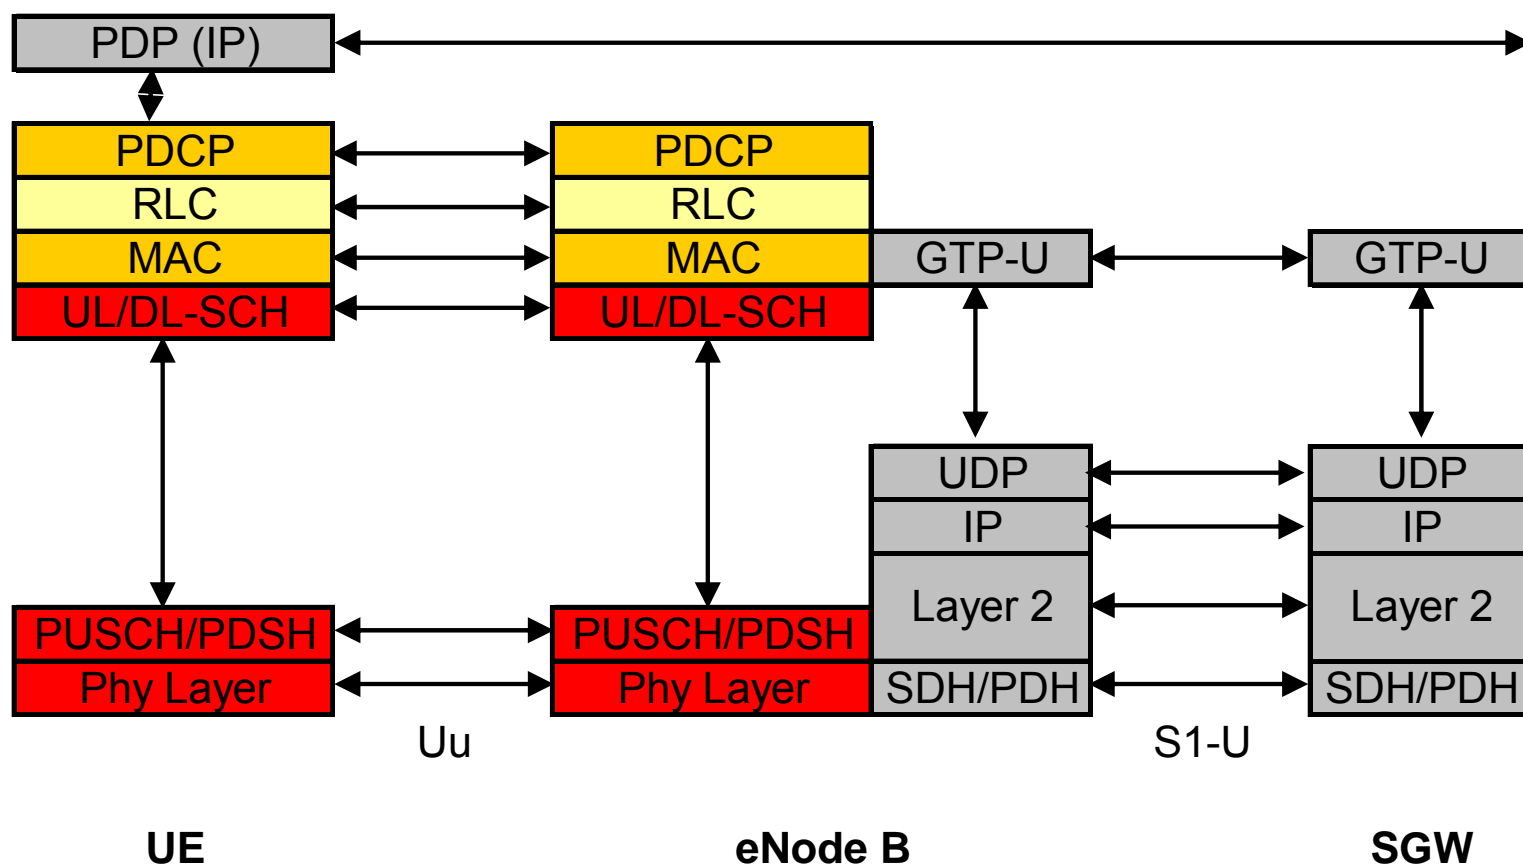 PDP (IP)
PDCP
PDCP
RLC
RLC
MAC
MAC
GTP-U
GTP-U
UL/DL-SCH
UL/DL-SCH
UDP
UDP
IP
IP
Layer 2
Layer 2
PUSCH/PDSH
PUSCH/PDSH
Phy Layer
Phy Layer
SDH/PDH
SDH/PDH
Uu
S1-U
UE
eNode B
SGW